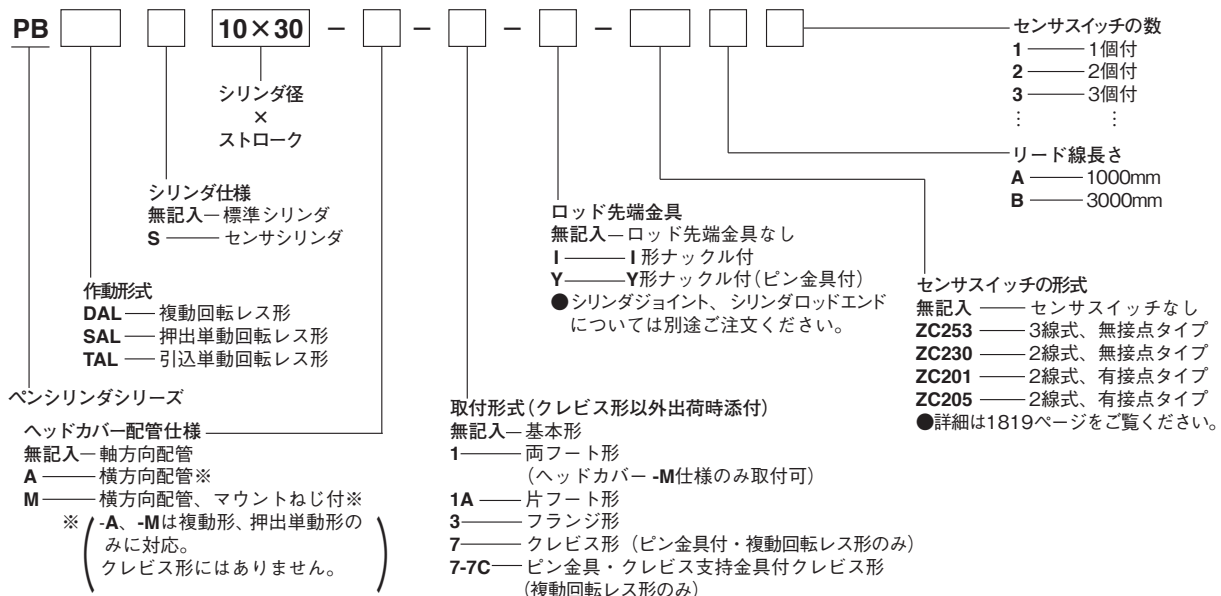 PB 10×30 － － － －
シリンダ径
×
ストローク
シリンダ仕様
無記入 標準シリンダ
S センサシリンダ
作動形式
DAL 複動回転レス形
SAL 押出単動回転レス形
TAL 引込単動回転レス形
ペンシリンダシリーズ
ヘッドカバー配管仕様
無記入 軸方向配管
A 横方向配管※
M 横方向配管、マウントねじ付※
※ (-A、-Mは複動形、押出単動形の
みに対応。
クレビス形にはありません。)
取付形式(クレビス形以外出荷時添付)
無記入 基本形
1 両フート形
(ヘッドカバー -M仕様のみ取付可)
1A 片フート形
3 フランジ形
7 クレビス形(ピン金具付・複動回転レス形のみ)
7-7C ピン金具・クレビス支持金具付クレビス形
(複動回転レス形のみ)
ロッド先端金具
無記入 ロッド先端金具なし
I I形ナックル付
Y Y形ナックル付(ピン金具付)
●シリンダジョイント、シリンダロッドエンド
については別途ご注文ください。
センサスイッチの形式
無記入 センサスイッチなし
ZC253 3線式、無接点タイプ
ZC230 2線式、無接点タイプ
ZC201 2線式、有接点タイプ
ZC205 2線式、有接点タイプ
●詳細は1819ページをご覧ください。
リード線長さ
A 1000mm
B 3000mm
センサスイッチの数
1 1個付
2 2個付
3 3個付
⋮ ⋮